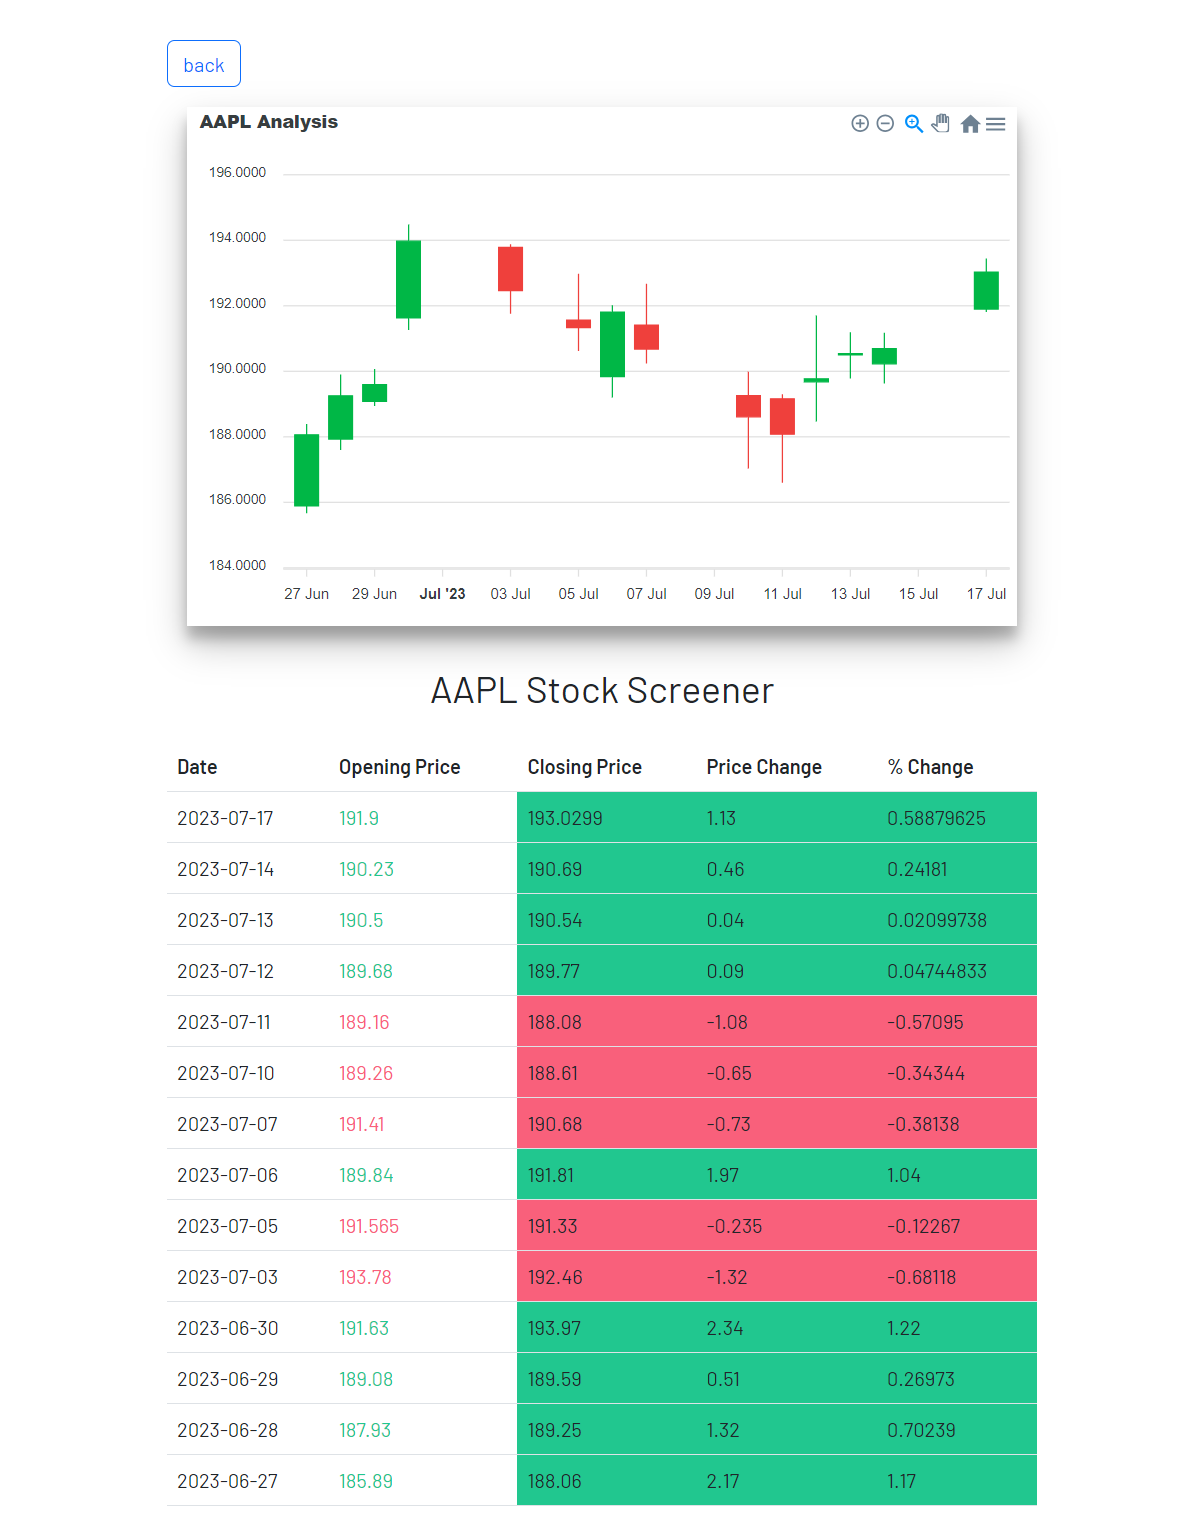 back
AAPL Analysis
196.0000
194.0000
192.0000
190.0000
188.0000
186.0000
184.0000
27 Jun 29 Jun Jul '23 03 Jul 05 Jul 07 Jul 09 Jul 11 Jul 13 Jul 15 Jul 17 Jul
AAPL Stock Screener
Date Opening Price Closing Price Price Change % Change
2023-07-17 191.9 193.0299 1.13 0.58879625
2023-07-14 190.23 190.69 0.46 0.24181
2023-07-13 190.5 190.54 0.04 0.02099738
2023-07-12 189.68 189.77 0.09 0.04744833
2023-07-11 189.16 188.08 -1.08 -0.57095
2023-07-10 189.26 188.61 -0.65 -0.34344
2023-07-07 191.41 190.68 -0.73 -0.38138
2023-07-06 189.84 191.81 1.97 1.04
2023-07-05 191.565 191.33 -0.235 -0.12267
2023-07-03 193.78 192.46 -1.32 -0.68118
2023-06-30 191.63 193.97 2.34 1.22
2023-06-29 189.08 189.59 0.51 0.26973
2023-06-28 187.93 189.25 1.32 0.70239
2023-06-27 185.89 188.06 2.17 1.17